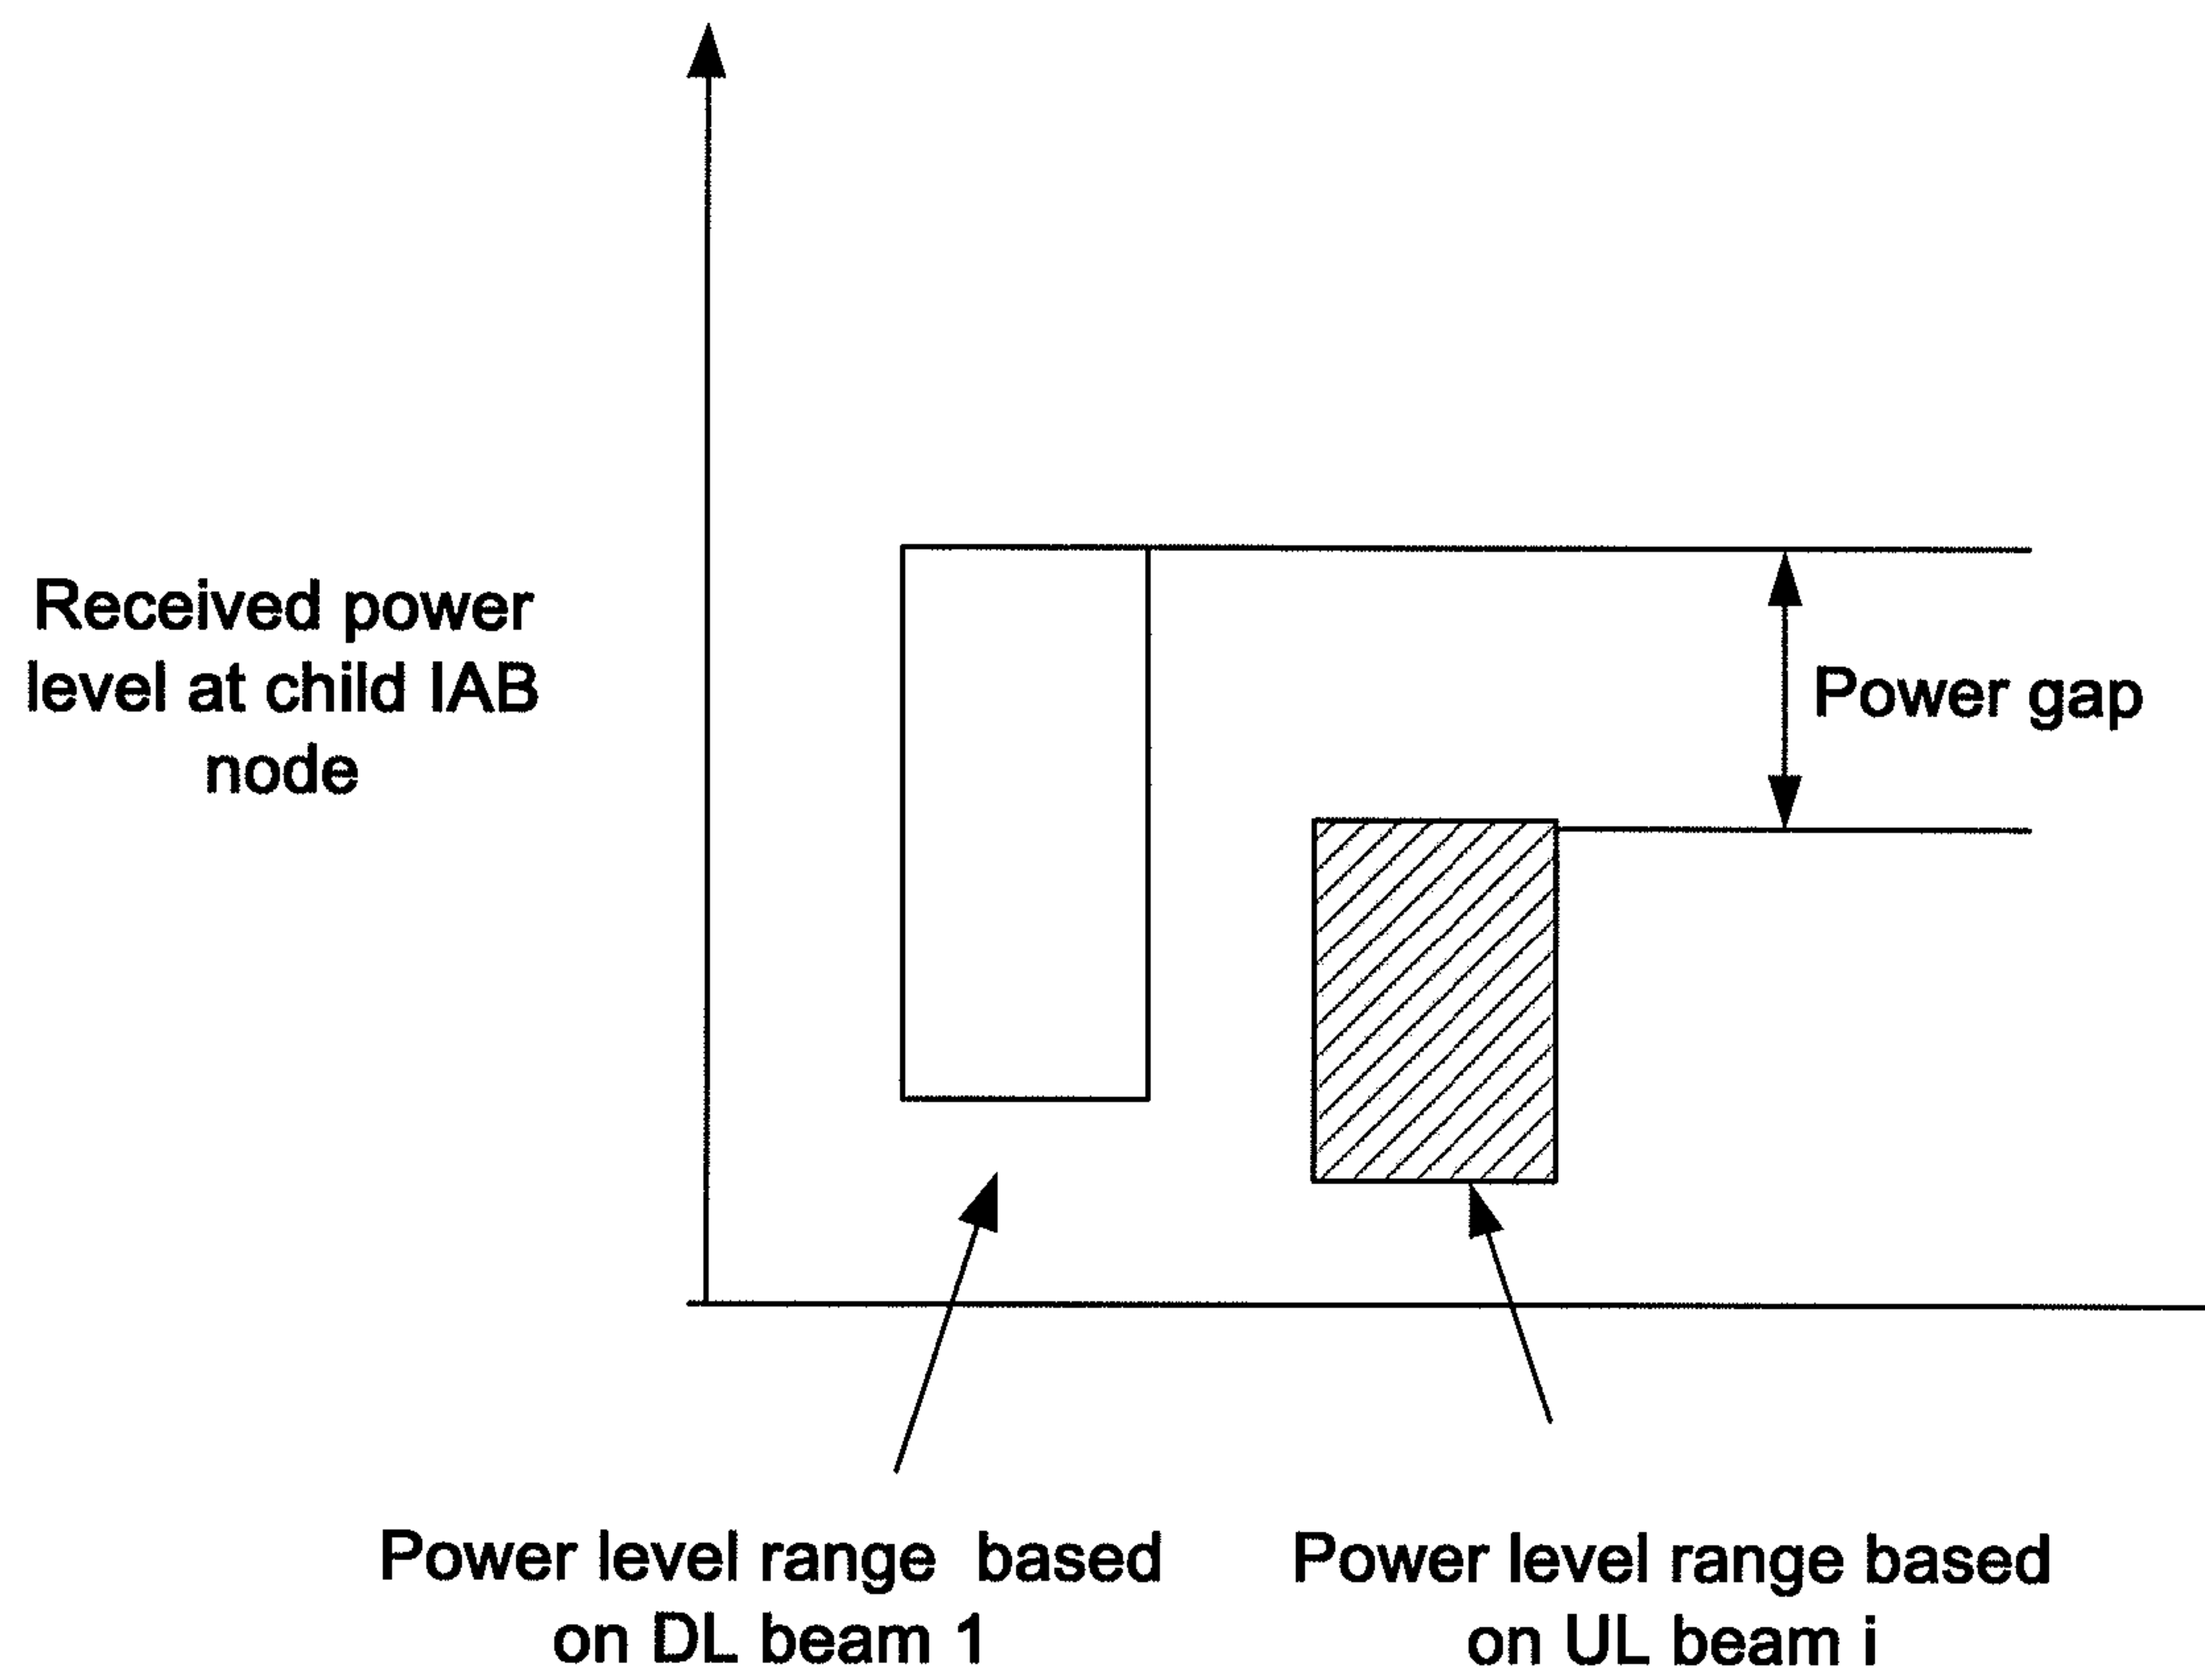 Received power
level at child IAB
node
Power gap
Power level range based
on DL beam 1
Power level range based
on UL beam i